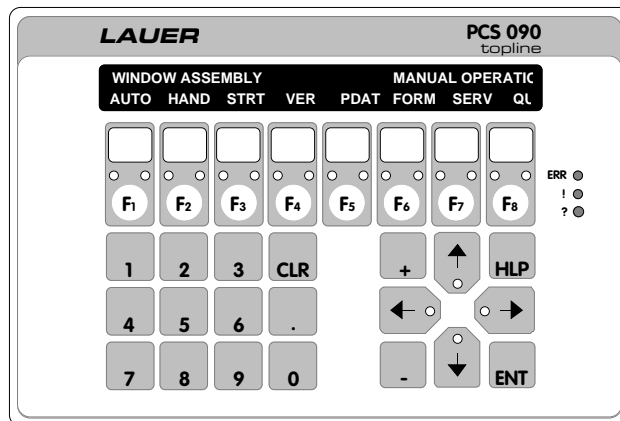 LAUER PCS 090
topline
WINDOW ASSEMBLY MANUAL OPERATIC
AUTO HAND STRT VER PDAT FORM SERV QU
ERR
F1 F2 F3 F4 F5 F6 F7 F8
!
?
1 2 3 CLR + HLP
4 5 6 .
7 8 9 0 - ENT